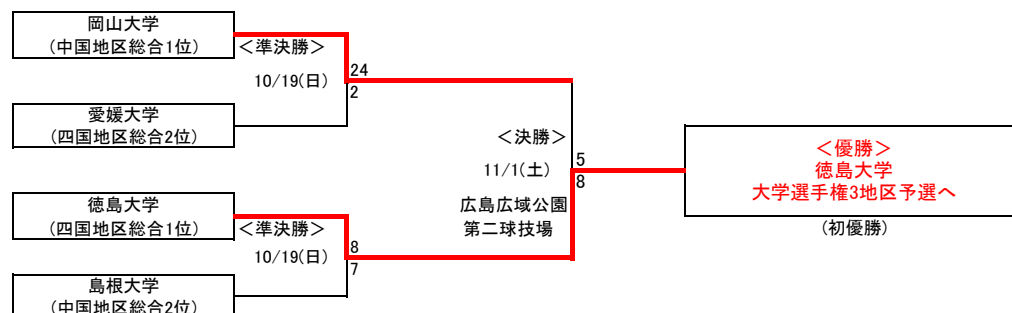 岡山大学
(中国地区総合1位)
<準決勝>
10/19(日)
24
2
愛媛大学
(四国地区総合2位)
<決勝>
11/1(土)
広島広域公園
第二球技場
5
8
<優勝>
徳島大学
大学選手権3地区予選へ
(初優勝)
徳島大学
(四国地区総合1位)
<準決勝>
10/19(日)
8
7
島根大学
(中国地区総合2位)